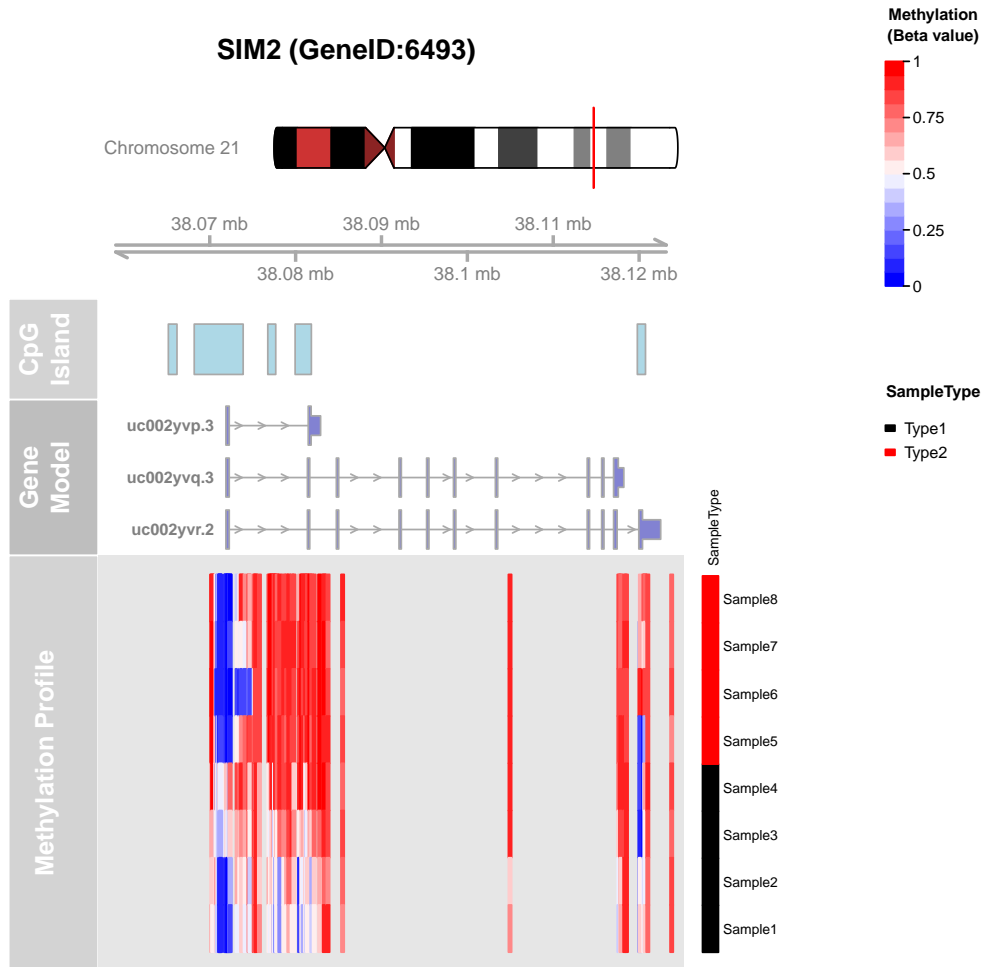 SIM2 (GeneID:6493)
Methylation
(Beta value)
1
0.75
0.5
0.25
0
Chromosome 21
38.07 mb
38.09 mb
38.11 mb
38.08 mb
38.1 mb
38.12 mb
CpG
Island
SampleType
Type1
Type2
Gene
Model
uc002yvp.3
uc002yvq.3
uc002yvr.2
SampleType
Methylation Profile
Sample8
Sample7
Sample6
Sample5
Sample4
Sample3
Sample2
Sample1